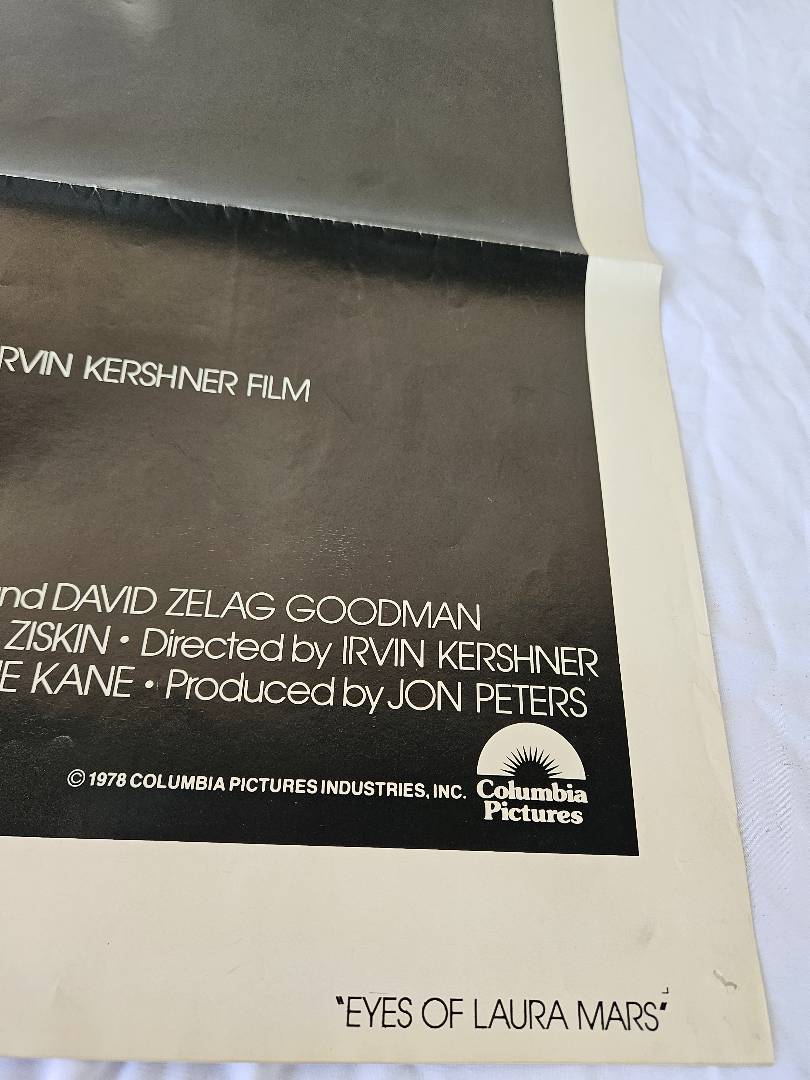 RVIN KERSHNER FILM
nd DAVID ZELAG GOODMAN
ZISKIN • Directed by IRVIN KERSHNER
E KANE • Produced by JON PETERS
©1978 COLUMBIA PICTURES INDUSTRIES, INC.
Columbia
Pictures
"EYES OF LAURA MARS"